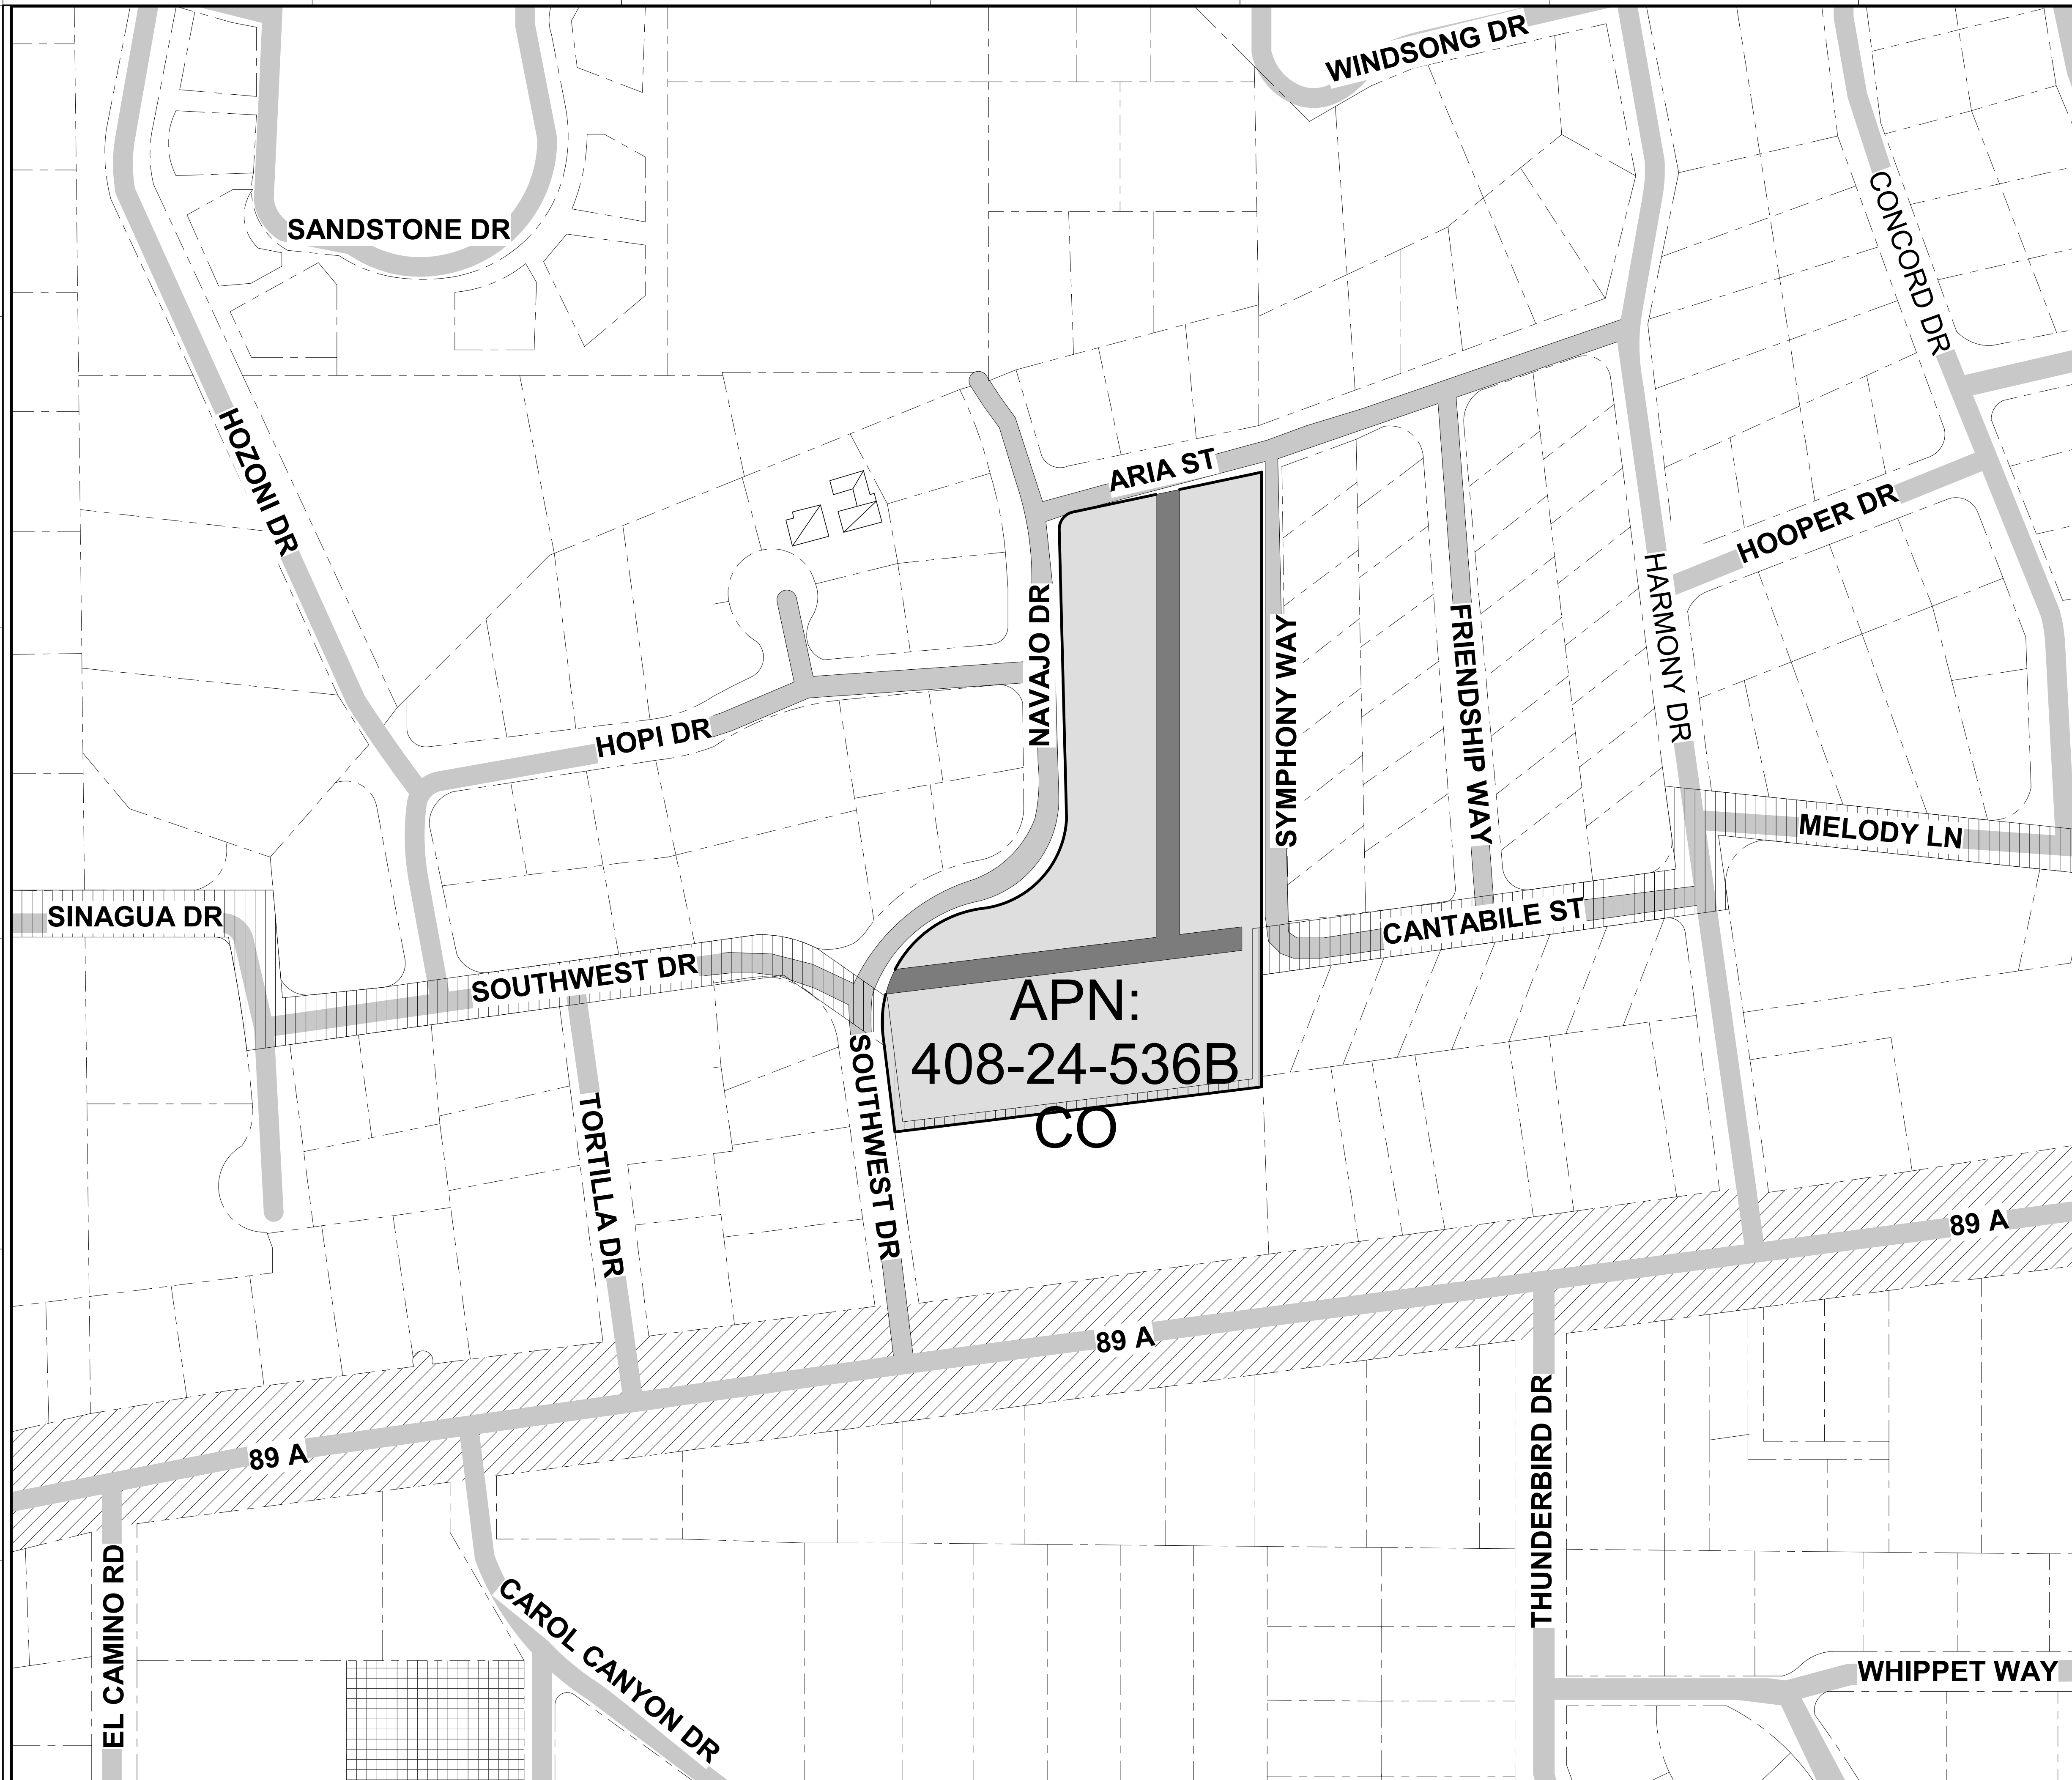 WINDSONG DR
SANDSTONE DR
CONCORD DR
HOZONI DR
ARIA ST
HOOPER DR
NAVAJO DR
SYMPHONY WAY
FRIENDSHIP WAY
HARMONY DR
HOPI DR
MELODY LN
SINAGUA DR
CANTABILE ST
SOUTHWEST DR
APN:
408-24-536B
CO
SOUTHWEST DR
TORTILLA DR
89 A
89 A
89 A
THUNDERBIRD DR
EL CAMINO RD
CAROL CANYON DR
WHIPPET WAY